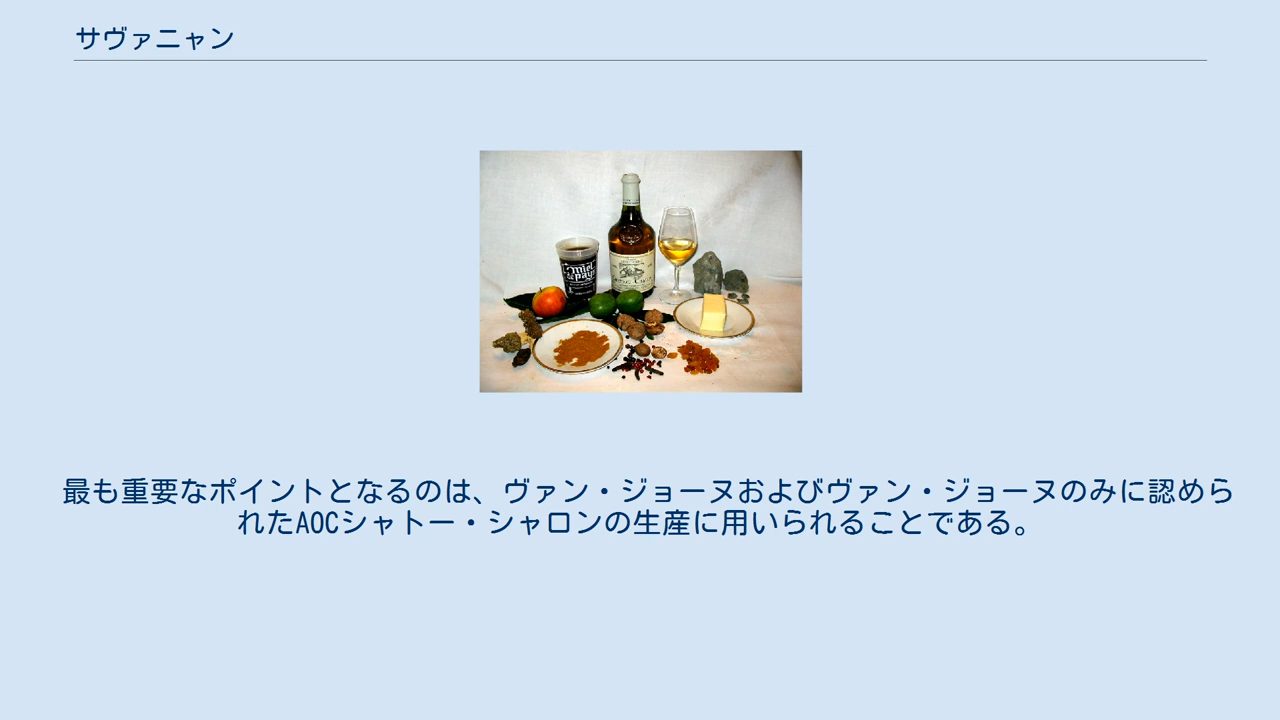 サヴァニャン
miel
de pays
最も重要なポイントとなるのは、ヴァン・ジョーヌおよびヴァン・ジョーヌのみに認めら
れたAOCシャトー・シャロンの生産に用いられることである。